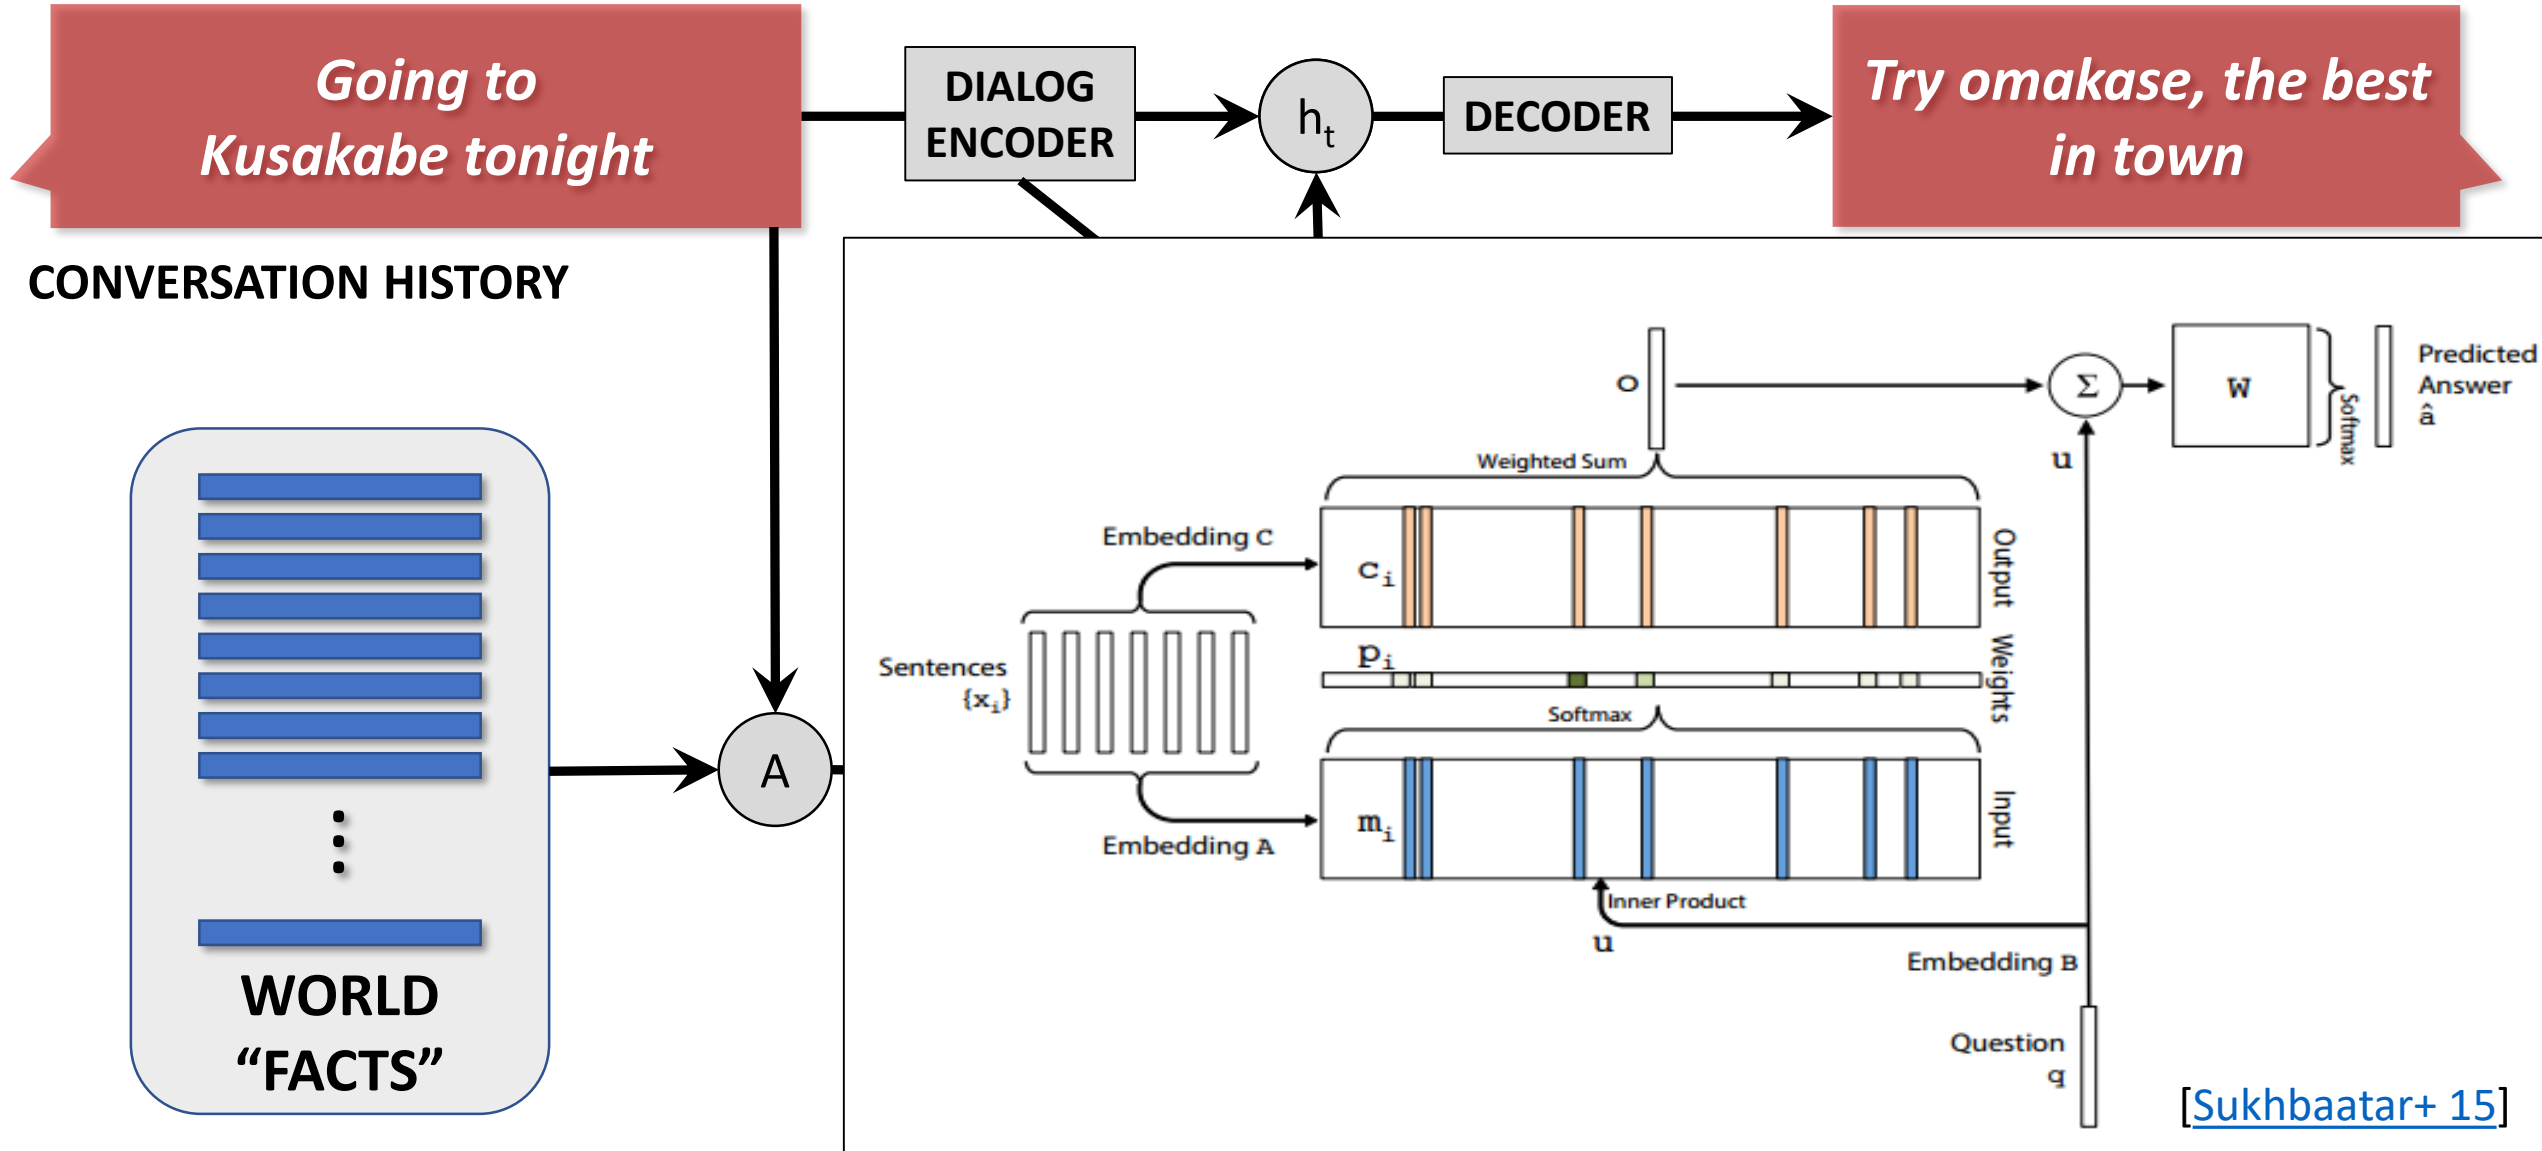 Going to
Kusakabe tonight
DIALOG
ENCODER
h_t
DECODER
Try omakase, the best
in town
CONVERSATION HISTORY
WORLD
“FACTS”
A
Sentences
{x_i}
Embedding C
Embedding A
o
Weighted Sum
c_i
Output
p_i
Weights
Softmax
m_i
Input
Inner Product
u
Embedding B
Question
q
u
Σ
W
Softmax
Predicted
Answer
â
[Sukhbaatar+ 15]